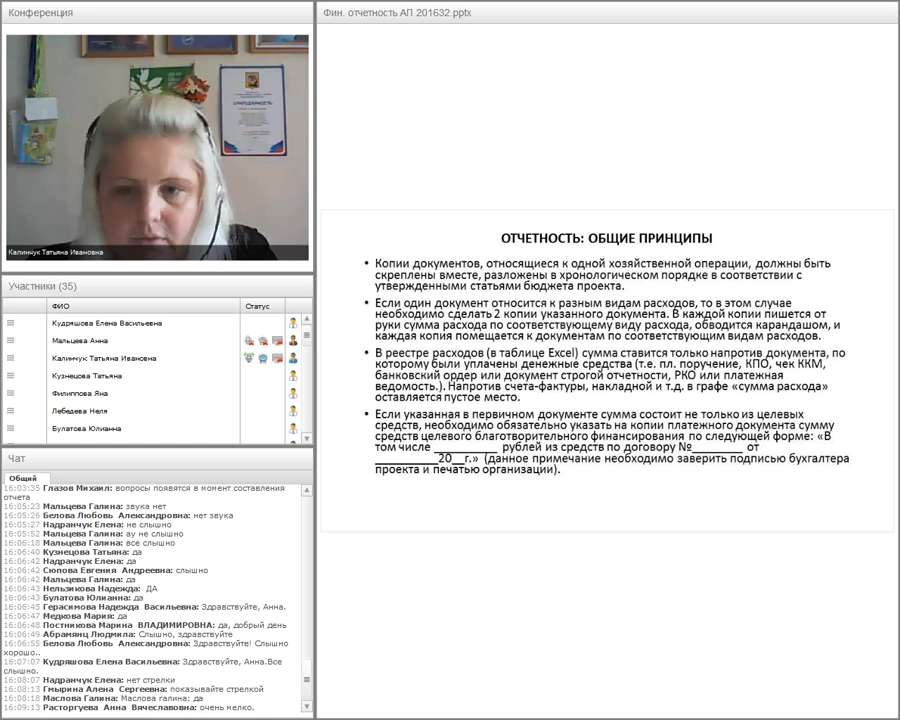 Конференция
БЛАГОДАРНОСТЬ
Калинчук Татьяна Ивановна
Участники (35)
ФИО Статус
Кудряшова Елена Васильевна
Мальцева Анна
Калинчук Татьяна Ивановна
Кузнецова Татьяна
Филиппова Яна
Лебедева Неля
Булатова Юлианна
Чат
Общий
16:03:35 Глазов Михаил: вопросы появятся в момент составления
отчета
16:05:23 Мальцева Галина: звука нет
16:05:26 Белова Любовь Александровна: нет звука
16:05:27 Надранчук Елена: не слышно
16:05:52 Мальцева Галина: ау не слышно
16:06:18 Мальцева Галина: все слышно
16:06:40 Кузнецова Татьяна: да
16:06:42 Надранчук Елена: да
16:06:42 Сюпова Евгения Андреевна: слышно
16:06:42 Мальцева Галина: да
16:06:43 Нельзикова Надежда: ДА
16:06:43 Булатова Юлианна: да
16:06:45 Герасимова Надежда Васильевна: Здравствуйте, Анна.
16:06:47 Медкова Мария: да
16:06:48 Постникова Марина ВЛАДИМИРОВНА: да, добрый день
16:06:49 Абрамянц Людмила: Слышно, здравствуйте
16:06:55 Белова Любовь Александровна: Здравствуйте! Слышно
хорошо..
16:07:07 Кудряшова Елена Васильевна: Здравствуйте, Анна.Все
слышно.
16:08:07 Надранчук Елена: нет стрелки
16:08:13 Гмырина Алена Сергеевна: показывайте стрелкой
16:08:18 Маслова Галина: Маслова галина: да
16:09:13 Расторгуева Анна Вячеславовна: очень мелко.
Фин. отчетность АП 201632.pptx
ОТЧЕТНОСТЬ: ОБЩИЕ ПРИНЦИПЫ
• Копии документов, относящиеся к одной хозяйственной операции, должны быть
скреплены вместе, разложены в хронологическом порядке в соответствии с
утвержденными статьями бюджета проекта.
• Если один документ относится к разным видам расходов, то в этом случае
необходимо сделать 2 копии указанного документа. В каждой копии пишется от
руки сумма расхода по соответствующему виду расхода, обводится карандашом, и
каждая копия помещается к документам по соответствующим видам расходов.
• В реестре расходов (в таблице Excel) сумма ставится только напротив документа, по
которому были уплачены денежные средства (т.е. пл. поручение, КПО, чек ККМ,
банковский ордер или документ строгой отчетности, РКО или платежная
ведомость.). Напротив счета-фактуры, накладной и т.д. в графе «сумма расхода»
оставляется пустое место.
• Если указанная в первичном документе сумма состоит не только из целевых
средств, необходимо обязательно указать на копии платежного документа сумму
средств целевого благотворительного финансирования по следующей форме: «В
том числе __________ рублей из средств по договору №________ от
__________20__г.» (данное примечание необходимо заверить подписью бухгалтера
проекта и печатью организации).